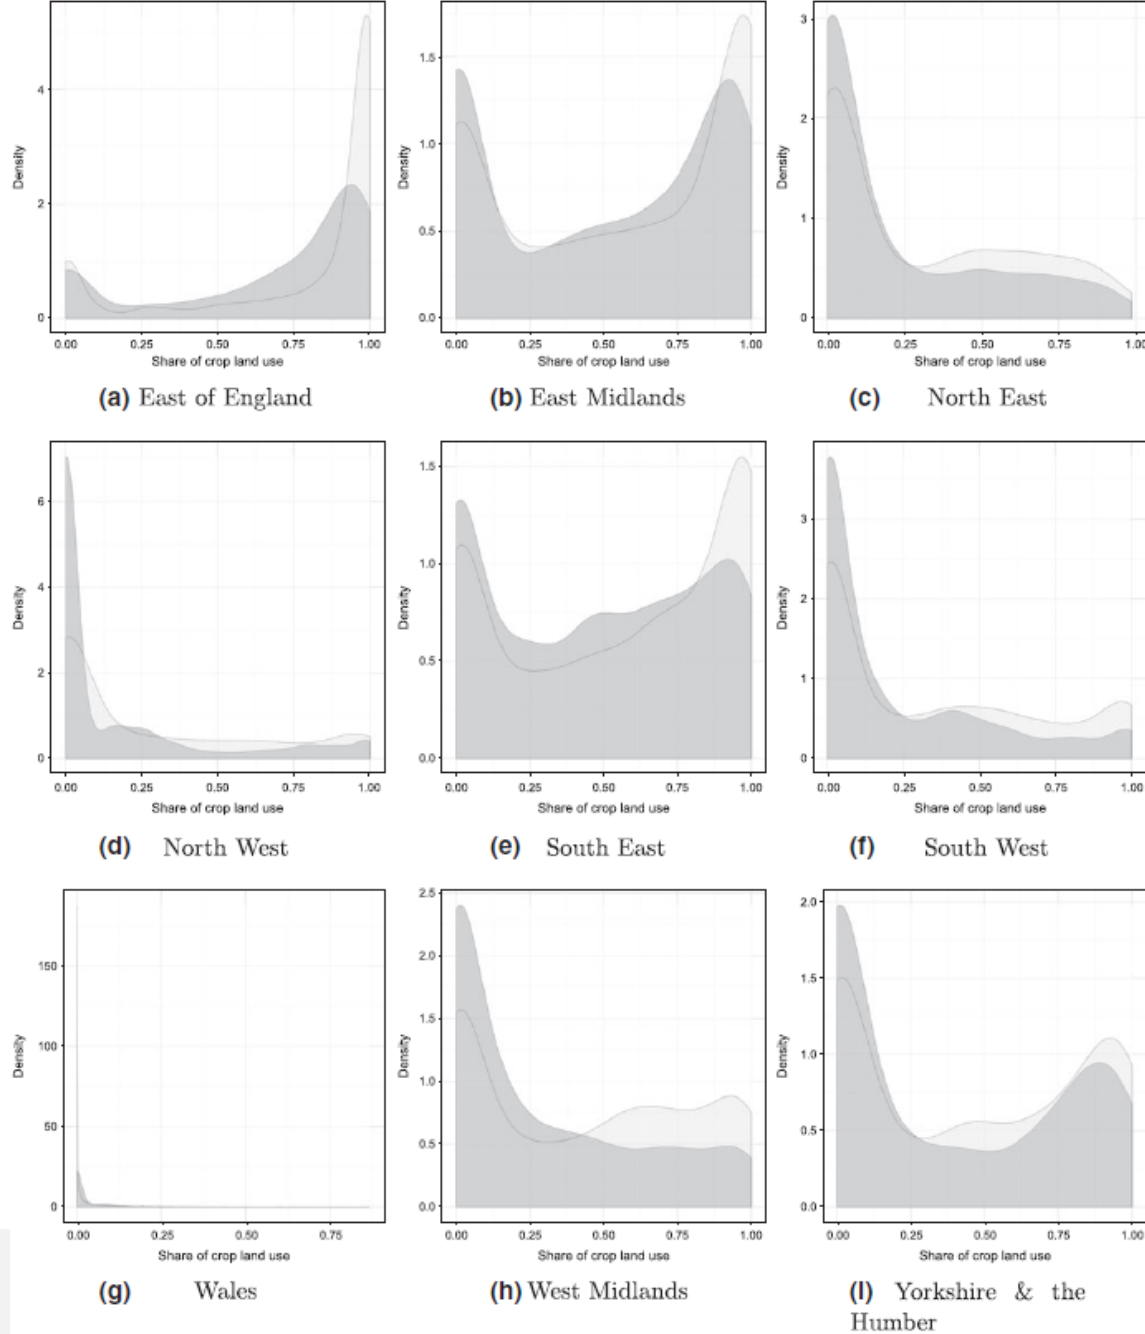 4
2
0
Density
0.00 0.25 0.50 0.75 1.00
Share of crop land use
(a) East of England
1.5
1.0
0.5
0.0
Density
0.00 0.25 0.50 0.75 1.00
Share of crop land use
(b) East Midlands
3
2
1
0
Density
0.00 0.25 0.50 0.75 1.00
Share of crop land use
(c) North East
6
4
2
0
Density
0.00 0.25 0.50 0.75 1.00
Share of crop land use
(d) North West
1.5
1.0
0.5
0.0
Density
0.00 0.25 0.50 0.75 1.00
Share of crop land use
(e) South East
3
2
1
0
Density
0.00 0.25 0.50 0.75 1.00
Share of crop land use
(f) South West
150
100
50
0
Density
0.00 0.25 0.50 0.75
Share of crop land use
(g) Wales
2.5
2.0
1.5
1.0
0.5
0.0
Density
0.00 0.25 0.50 0.75 1.00
Share of crop land use
(h) West Midlands
2.0
1.5
1.0
0.5
0.0
Density
0.00 0.25 0.50 0.75 1.00
Share of crop land use
(I) Yorkshire & the
Humber